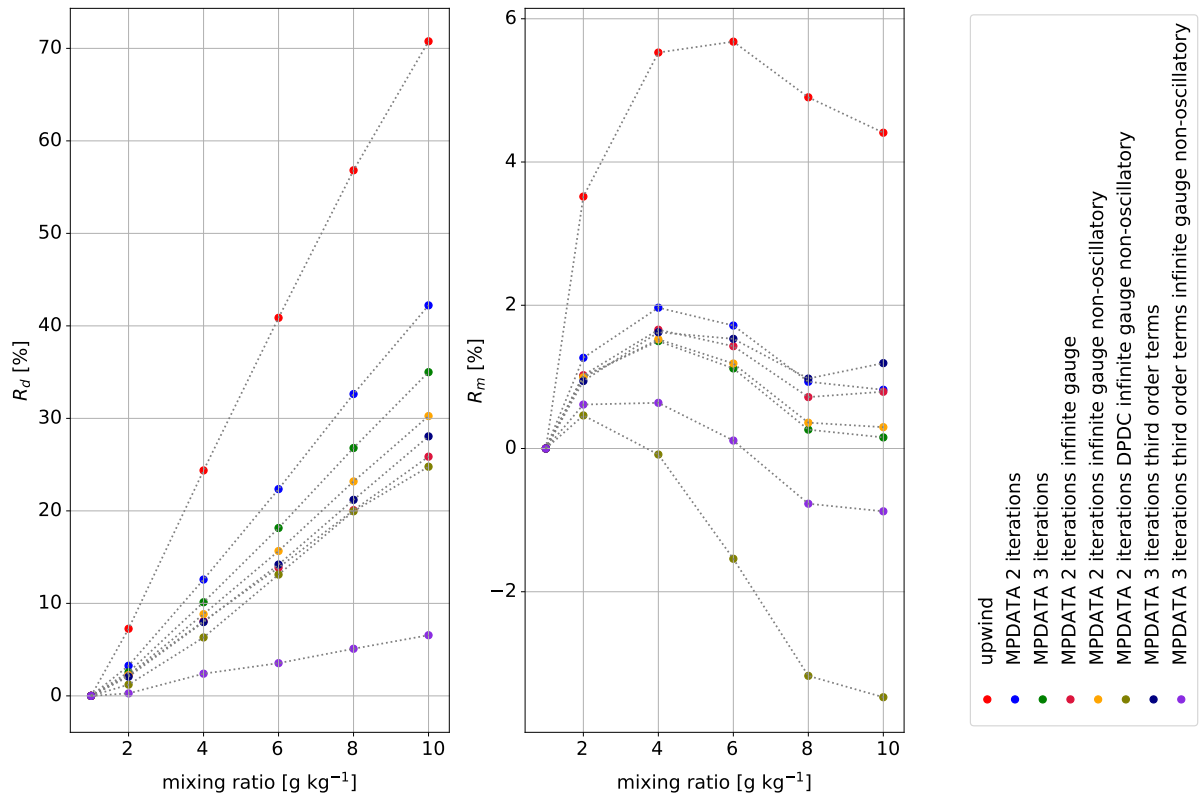 70
60
50
40
30
20
10
0
R_d [%]
2 4 6 8 10
mixing ratio [g kg⁻¹]
6
4
2
0
−2
R_m [%]
2 4 6 8 10
mixing ratio [g kg⁻¹]
upwind
MPDATA 2 iterations
MPDATA 3 iterations
MPDATA 2 iterations infinite gauge
MPDATA 2 iterations infinite gauge non-oscillatory
MPDATA 2 iterations DPDC infinite gauge non-oscillatory
MPDATA 3 iterations third order terms
MPDATA 3 iterations third order terms infinite gauge non-oscillatory